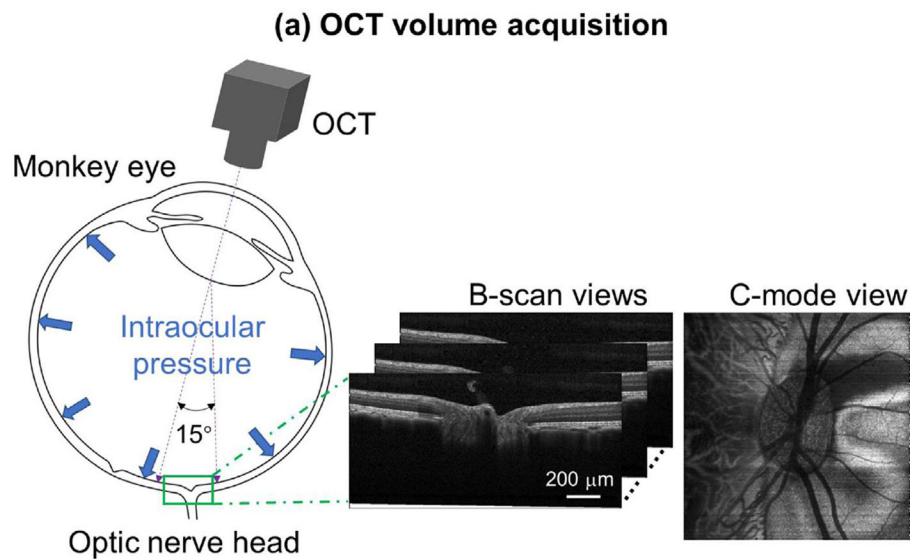 (a) OCT volume acquisition
OCT
Monkey eye
B-scan views
C-mode view
Intraocular
pressure
15°
200 μm
Optic nerve head